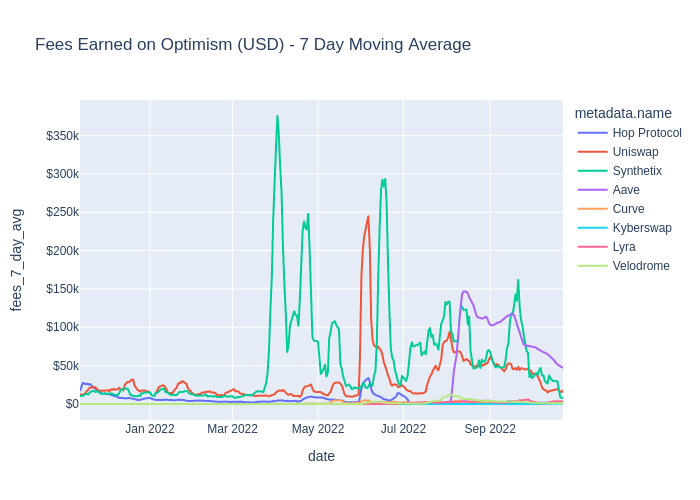 Fees Earned on Optimism (USD) - 7 Day Moving Average
metadata.name
Hop Protocol
Uniswap
Synthetix
Aave
Curve
Kyberswap
Lyra
Velodrome
fees_7_day_avg
$350k
$300k
$250k
$200k
$150k
$100k
$50k
$0
Jan 2022
Mar 2022
May 2022
Jul 2022
Sep 2022
date